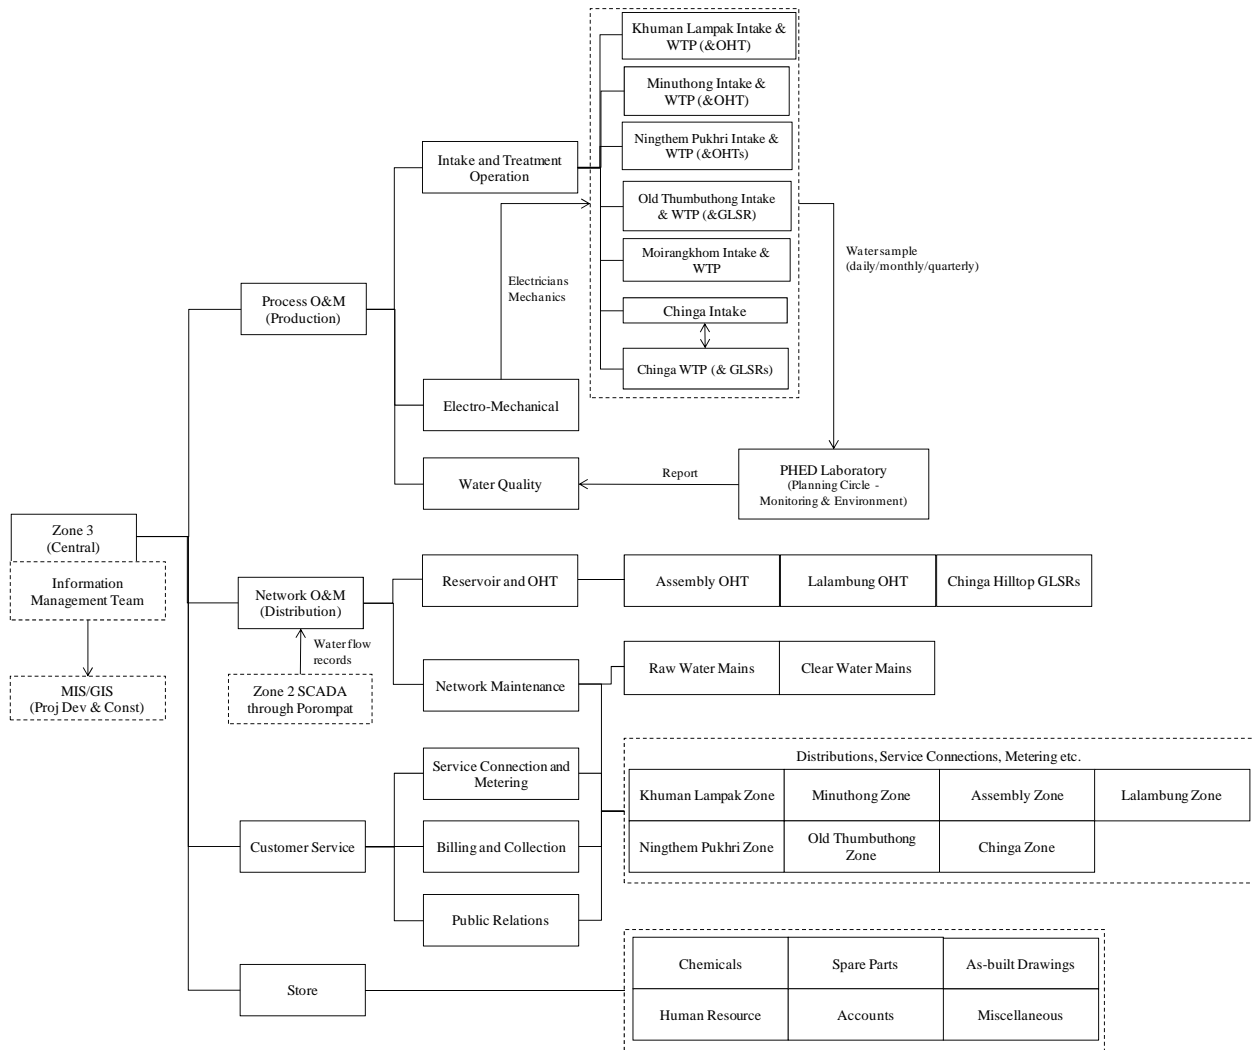 Khuman Lampak Intake &
WTP (&OHT)
Minuthong Intake &
WTP (&OHT)
Ningthem Pukhri Intake &
WTP (&OHTs)
Intake and Treatment
Operation
Old Thumbuthong Intake
& WTP (&GLSR)
Moirangkhom Intake &
WTP
Water sample
(daily/monthly/quarterly)
Electricians
Mechanics
Process O&M
(Production)
Chinga Intake
Chinga WTP (& GLSRs)
Electro-Mechanical
Water Quality
Report
PHED Laboratory
(Planning Circle -
Monitoring & Environment)
Zone 3
(Central)
Information
Management Team
MIS/GIS
(Proj Dev & Const)
Network O&M
(Distribution)
Water flow
records
Zone 2 SCADA
through Porompat
Reservoir and OHT
Assembly OHT
Lalambung OHT
Chinga Hilltop GLSRs
Network Maintenance
Raw Water Mains
Clear Water Mains
Service Connection and
Metering
Customer Service
Billing and Collection
Public Relations
Distributions, Service Connections, Metering etc.
Khuman Lampak Zone
Minuthong Zone
Assembly Zone
Lalambung Zone
Ningthem Pukhri Zone
Old Thumbuthong
Zone
Chinga Zone
Store
Chemicals
Spare Parts
As-built Drawings
Human Resource
Accounts
Miscellaneous